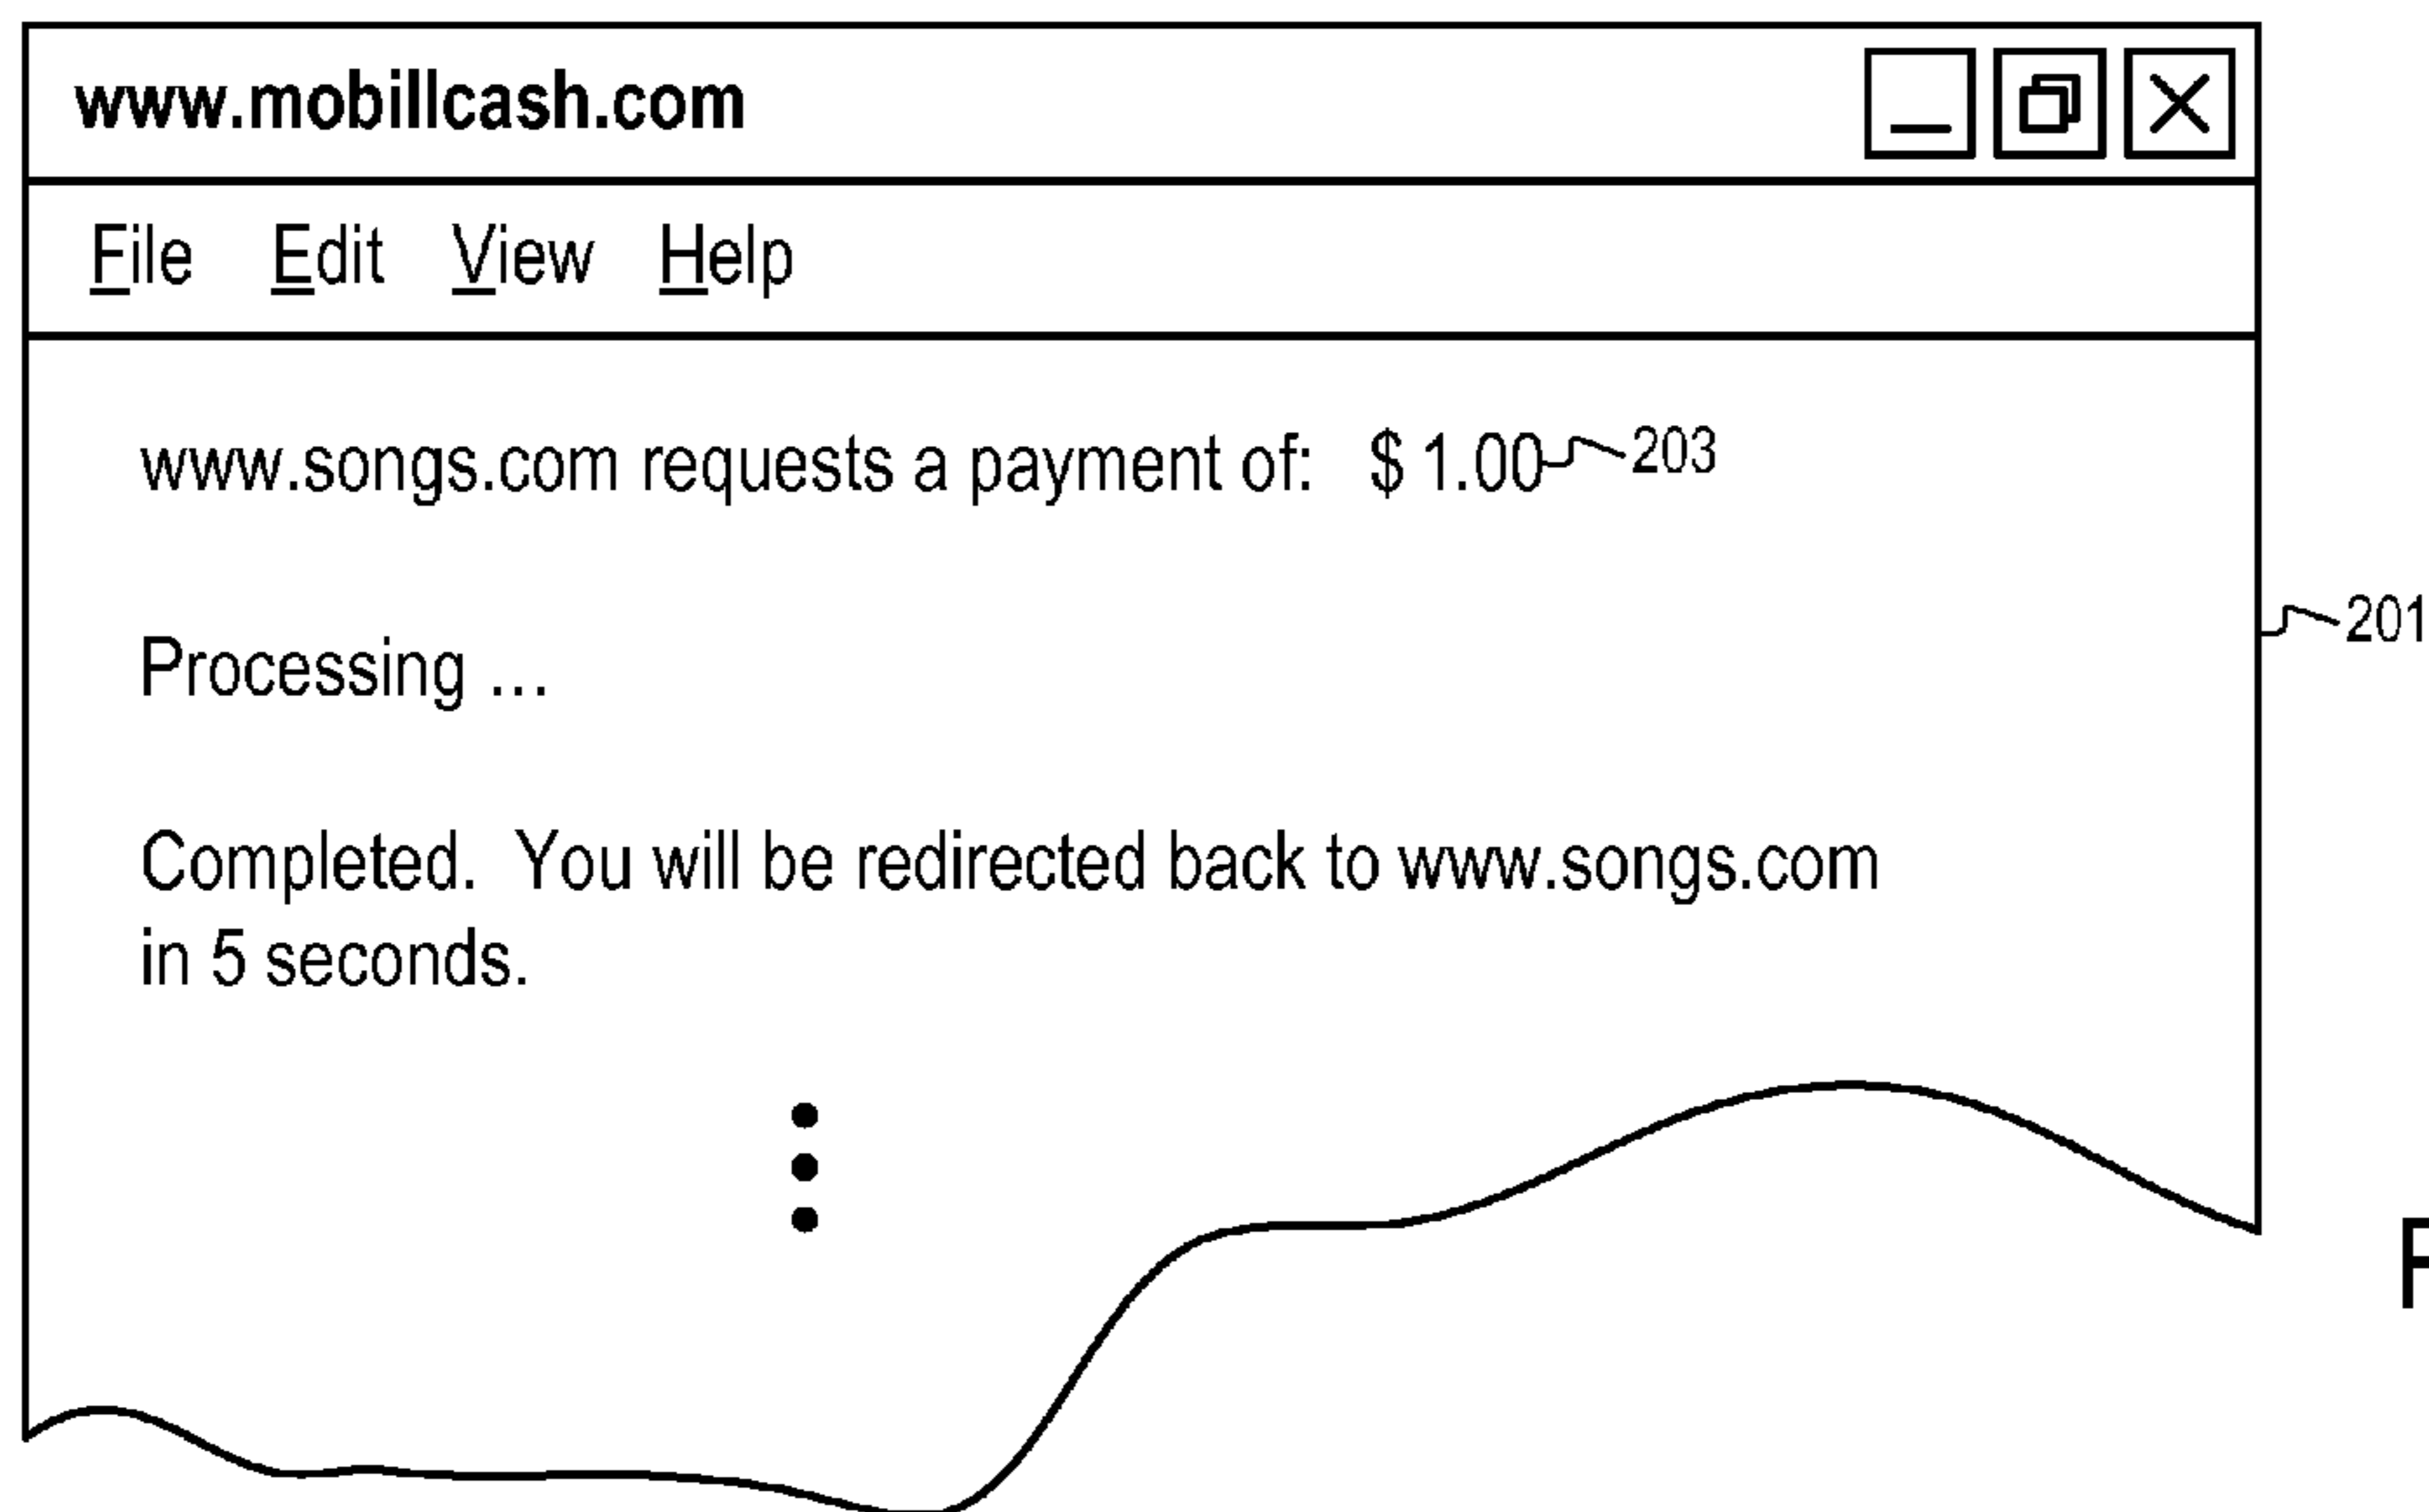 www.mobillcash.com
File Edit View Help
www.songs.com requests a payment of: $ 1.00 203
201
Processing ...
Completed. You will be redirected back to www.songs.com
in 5 seconds.